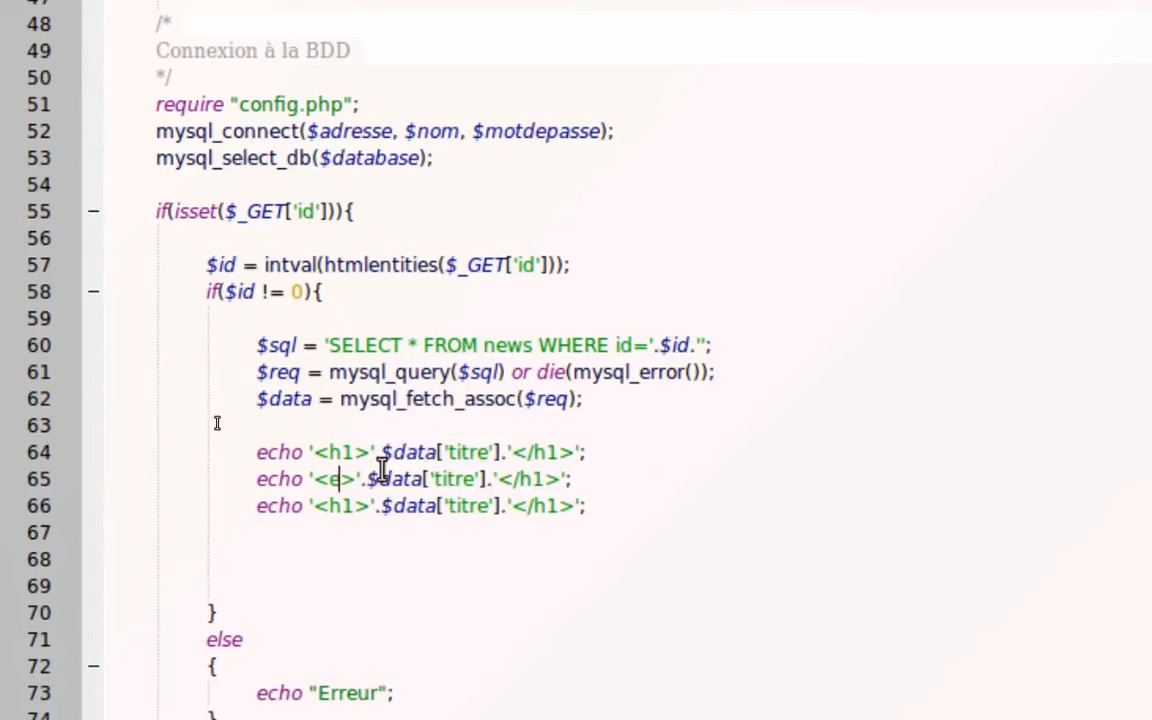 48 /*
49 Connexion à la BDD
50 */
51 require "config.php";
52 mysql_connect($adresse, $nom, $motdepasse);
53 mysql_select_db($database);
54
55 if(isset($_GET['id'])){
56
57 $id = intval(htmlentities($_GET['id']));
58 if($id != 0){
59
60 $sql = 'SELECT * FROM news WHERE id='.$id.'';
61 $req = mysql_query($sql) or die(mysql_error());
62 $data = mysql_fetch_assoc($req);
63
64 echo '<h1>'.$data['titre'].'</h1>';
65 echo '<e>'.$data['titre'].'</h1>';
66 echo '<h1>'.$data['titre'].'</h1>';
67
68
69
70 }
71 else
72 {
73 echo "Erreur";
74 }